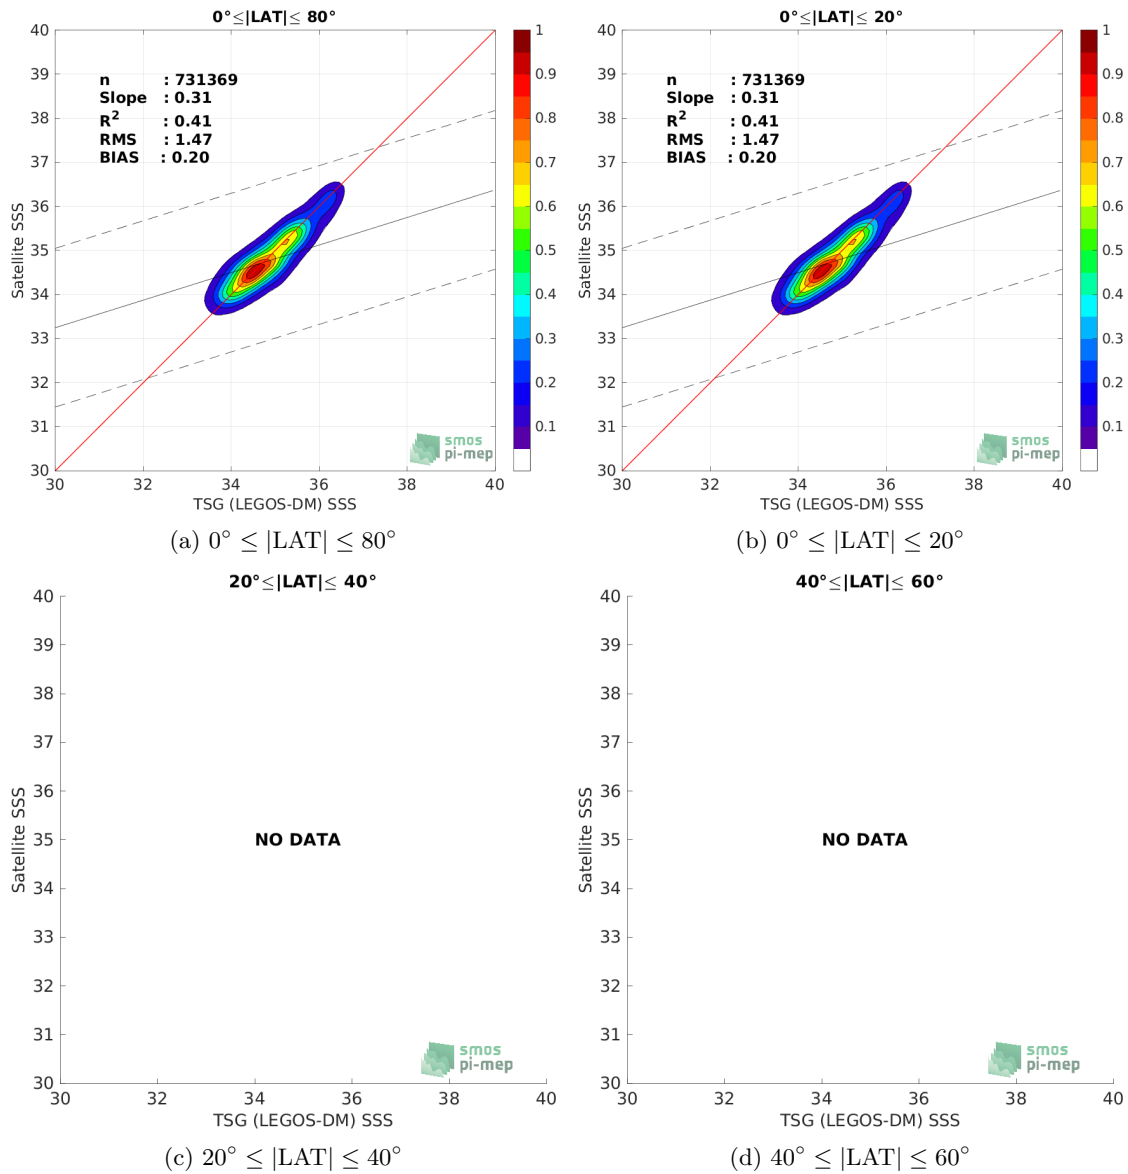 0°≤|LAT|≤ 80°
40
39
38
37
36
35
34
33
32
31
30
Satellite SSS
n : 731369
Slope : 0.31
R² : 0.41
RMS : 1.47
BIAS : 0.20
smos
pi-mep
30 32 34 36 38 40
TSG (LEGOS-DM) SSS
1
0.9
0.8
0.7
0.6
0.5
0.4
0.3
0.2
0.1
(a) 0° ≤ |LAT| ≤ 80°
0°≤|LAT|≤ 20°
40
39
38
37
36
35
34
33
32
31
30
Satellite SSS
n : 731369
Slope : 0.31
R² : 0.41
RMS : 1.47
BIAS : 0.20
smos
pi-mep
30 32 34 36 38 40
TSG (LEGOS-DM) SSS
1
0.9
0.8
0.7
0.6
0.5
0.4
0.3
0.2
0.1
(b) 0° ≤ |LAT| ≤ 20°
20°≤|LAT|≤ 40°
40
39
38
37
36
35
34
33
32
31
30
Satellite SSS
NO DATA
smos
pi-mep
30 32 34 36 38 40
TSG (LEGOS-DM) SSS
(c) 20° ≤ |LAT| ≤ 40°
40°≤|LAT|≤ 60°
40
39
38
37
36
35
34
33
32
31
30
Satellite SSS
NO DATA
smos
pi-mep
30 32 34 36 38 40
TSG (LEGOS-DM) SSS
(d) 40° ≤ |LAT| ≤ 60°